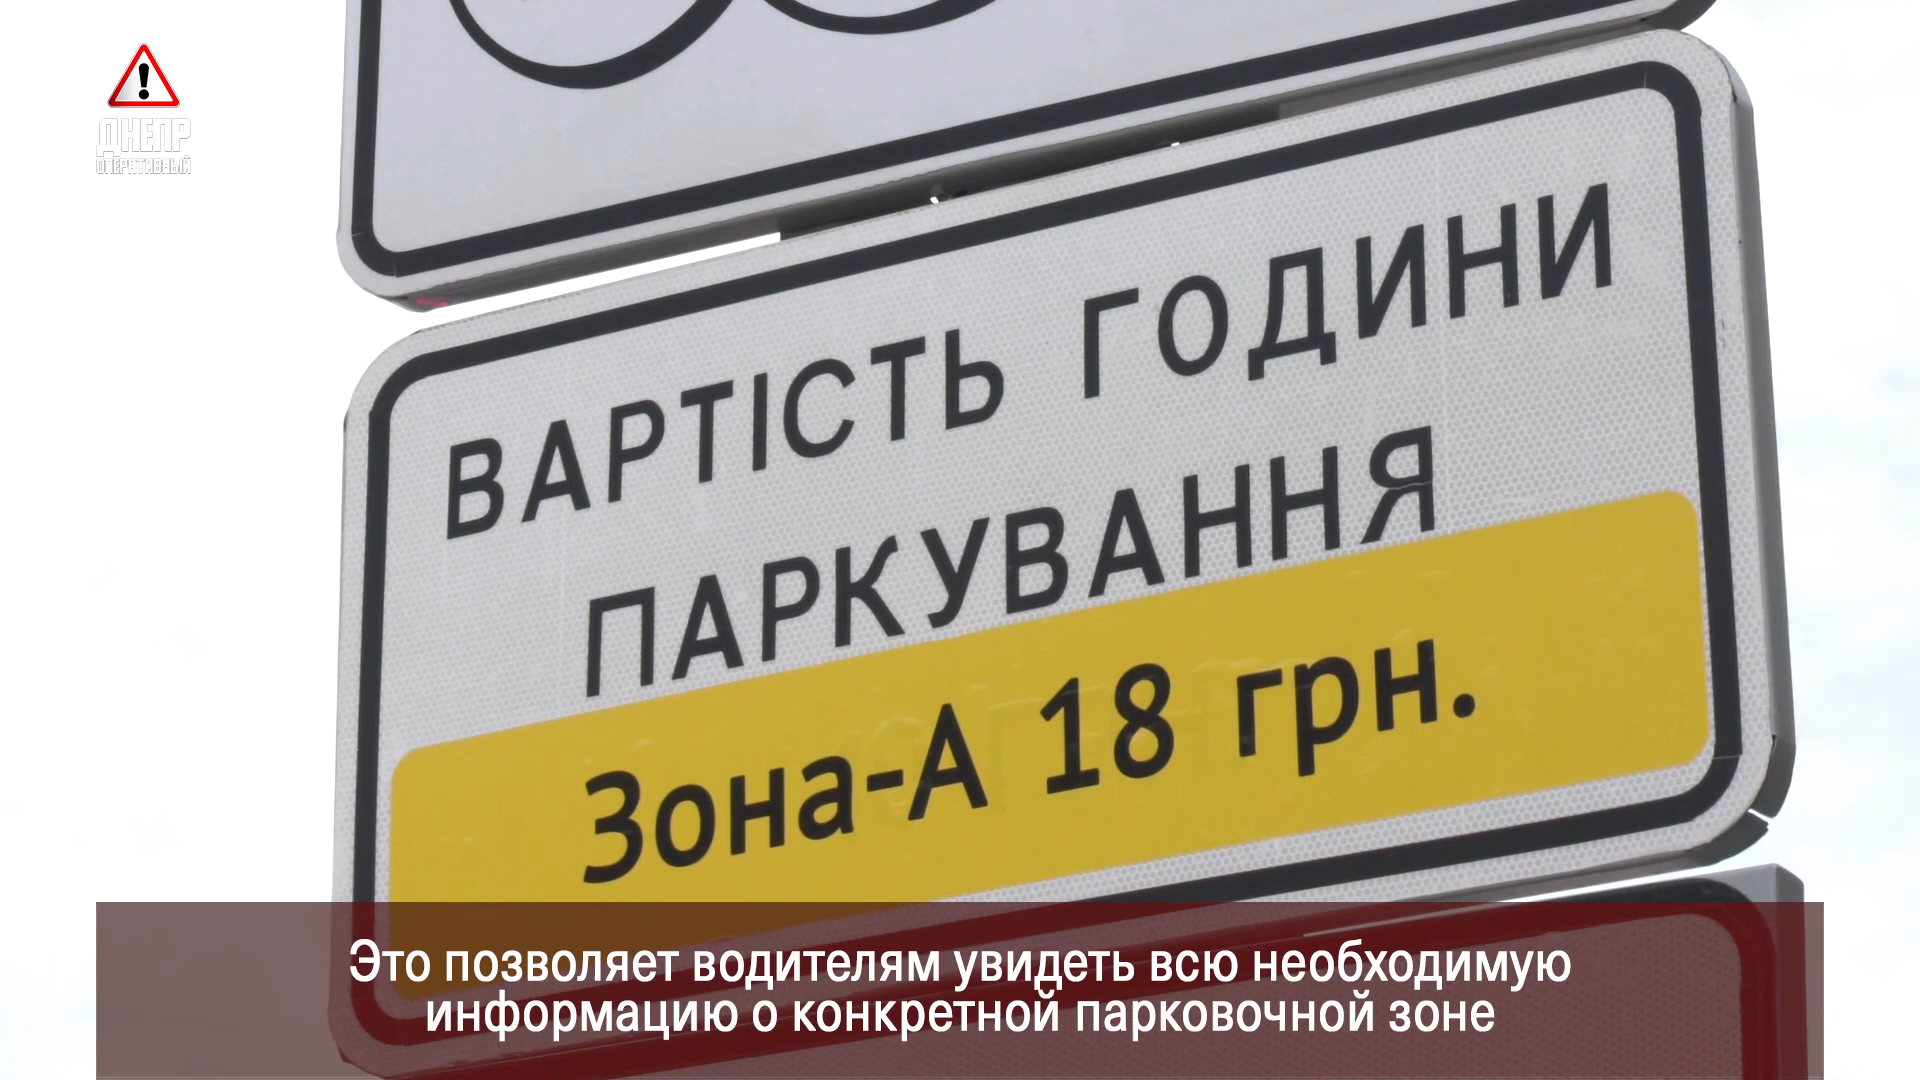 ДНЕПР
ОПЕРАТИВНЫЙ
ВАРТІСТЬ ГОДИНИ
ПАРКУВАННЯ
Зона-А 18 грн.
Это позволяет водителям увидеть всю необходимую
информацию о конкретной парковочной зоне